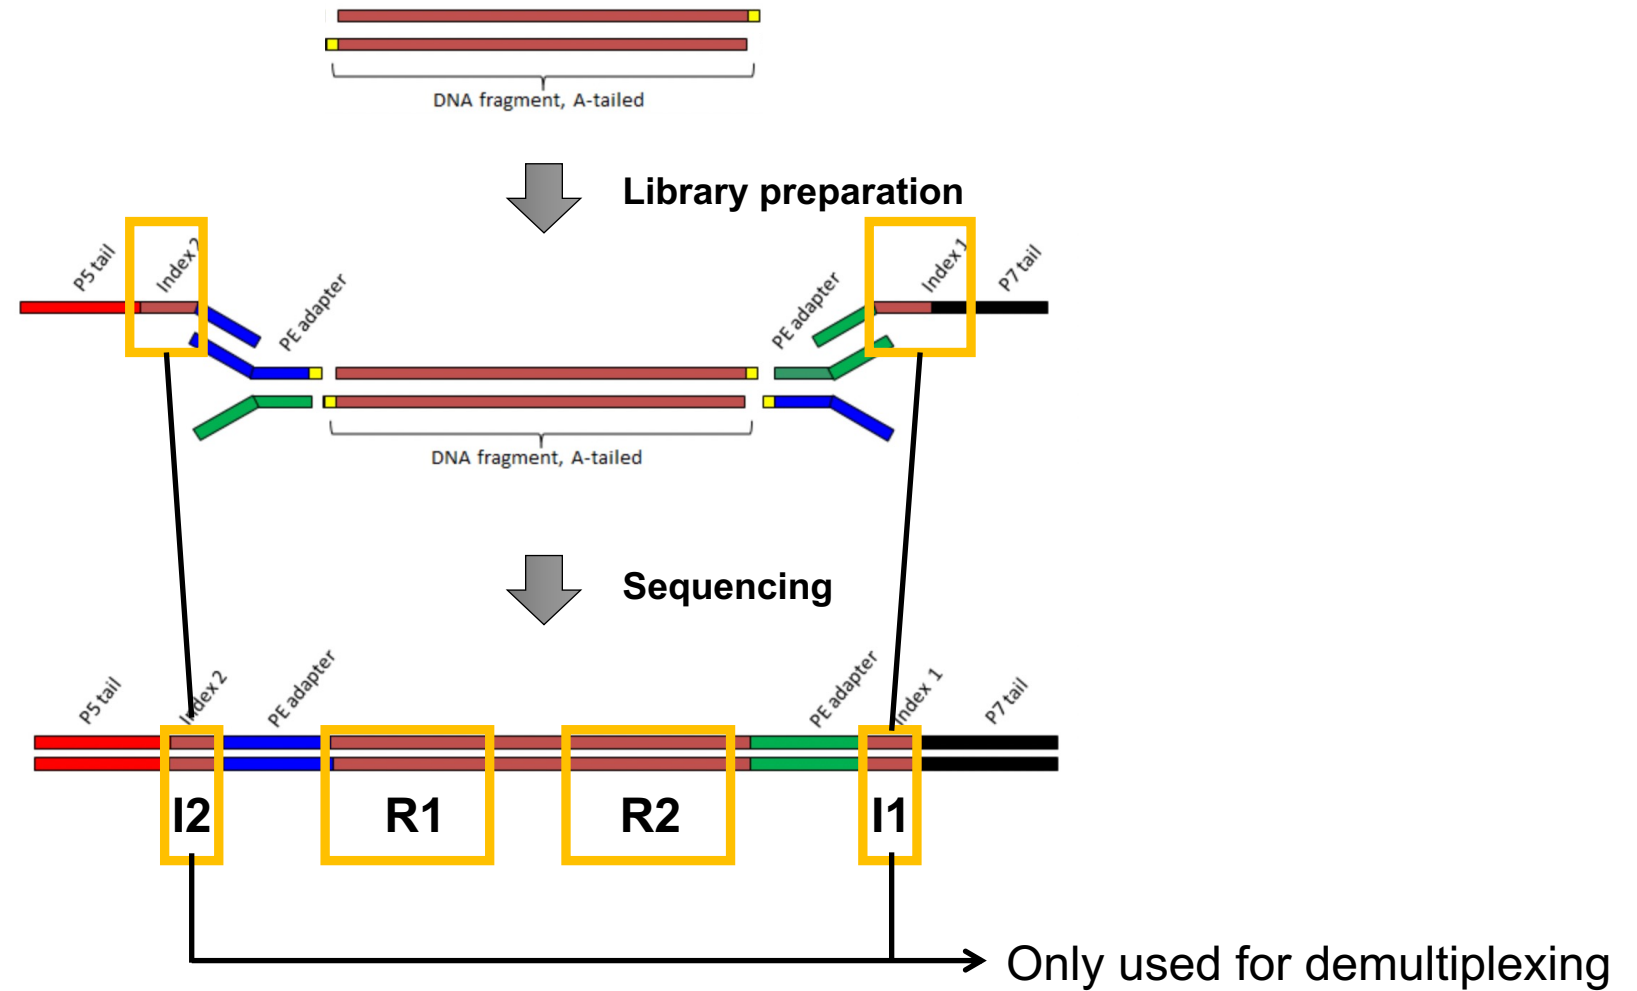 DNA fragment, A-tailed
Library preparation
P5 tail
Index 2
PE adapter
PE adapter
Index 1
P7 tail
DNA fragment, A-tailed
Sequencing
P5 tail
Index 2
PE adapter
PE adapter
Index 1
P7 tail
I2
R1
R2
I1
Only used for demultiplexing